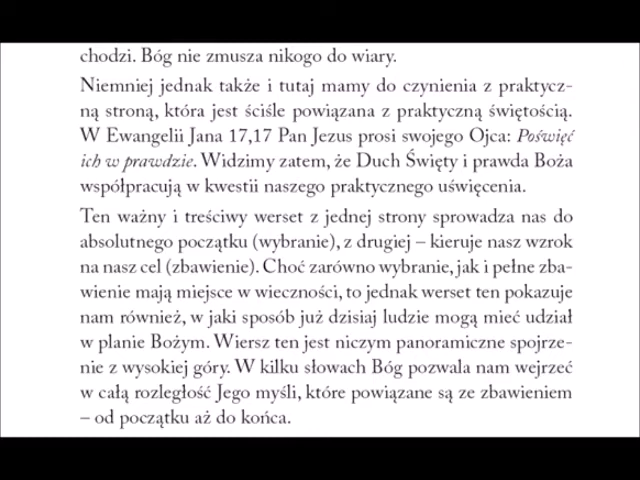 chodzi. Bóg nie zmusza nikogo do wiary.
Niemniej jednak także i tutaj mamy do czynienia z praktycz-
ną stroną, która jest ściśle powiązana z praktyczną świętością.
W Ewangelii Jana 17,17 Pan Jezus prosi swojego Ojca: Poświęć
ich w prawdzie. Widzimy zatem, że Duch Święty i prawda Boża
współpracują w kwestii naszego praktycznego uświęcenia.
Ten ważny i treściwy werset z jednej strony sprowadza nas do
absolutnego początku (wybranie), z drugiej – kieruje nasz wzrok
na nasz cel (zbawienie). Choć zarówno wybranie, jak i pełne zba-
wienie mają miejsce w wieczności, to jednak werset ten pokazuje
nam również, w jaki sposób już dzisiaj ludzie mogą mieć udział
w planie Bożym. Wiersz ten jest niczym panoramiczne spojrze-
nie z wysokiej góry. W kilku słowach Bóg pozwala nam wejrzeć
w całą rozległość Jego myśli, które powiązane są ze zbawieniem
– od początku aż do końca.